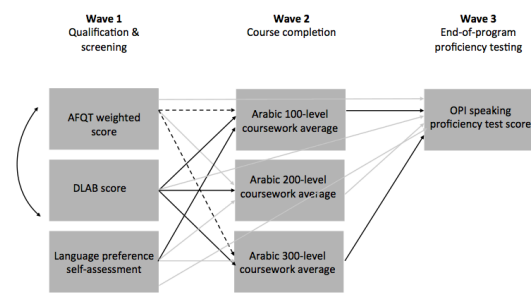 Wave 1
Qualification &
screening
Wave 2
Course completion
Wave 3
End-of-program
proficiency testing
AFQT weighted
score
Arabic 100-level
coursework average
OPI speaking
proficiency test score
DLAB score
Arabic 200-level
coursework average
Language preference
self-assessment
Arabic 300-level
coursework average